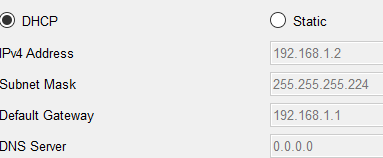 DHCP Static
IPv4 Address 192.168.1.2
Subnet Mask 255.255.255.224
Default Gateway 192.168.1.1
DNS Server 0.0.0.0